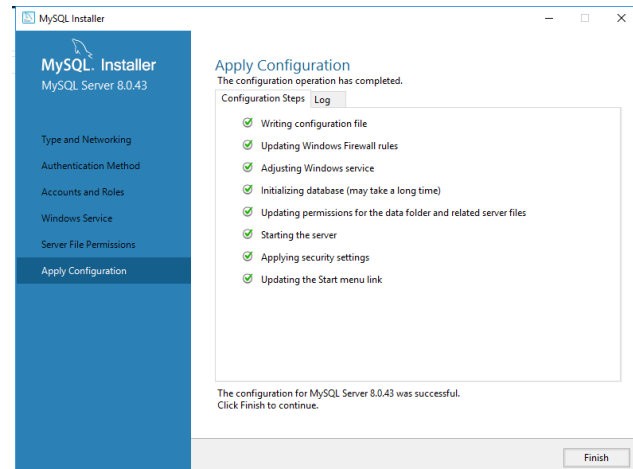 MySQL Installer
MySQL. Installer
MySQL Server 8.0.43
Type and Networking
Authentication Method
Accounts and Roles
Windows Service
Server File Permissions
Apply Configuration
Apply Configuration
The configuration operation has completed.
Configuration Steps Log
Writing configuration file
Updating Windows Firewall rules
Adjusting Windows service
Initializing database (may take a long time)
Updating permissions for the data folder and related server files
Starting the server
Applying security settings
Updating the Start menu link
The configuration for MySQL Server 8.0.43 was successful.
Click Finish to continue.
Finish